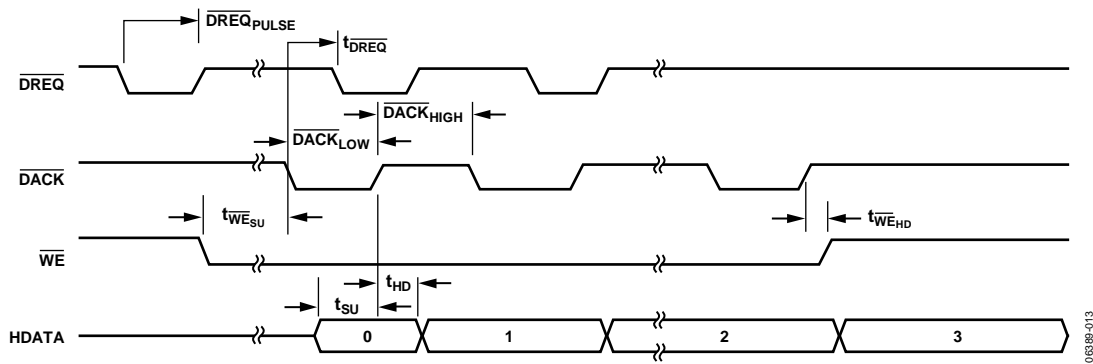 DREQPULSE
tDREQ
DREQ
DACKHIGH
DACKLOW
DACK
tWESU
tWEHD
WE
tHD
tSU
HDATA 0 1 2 3
06389-013